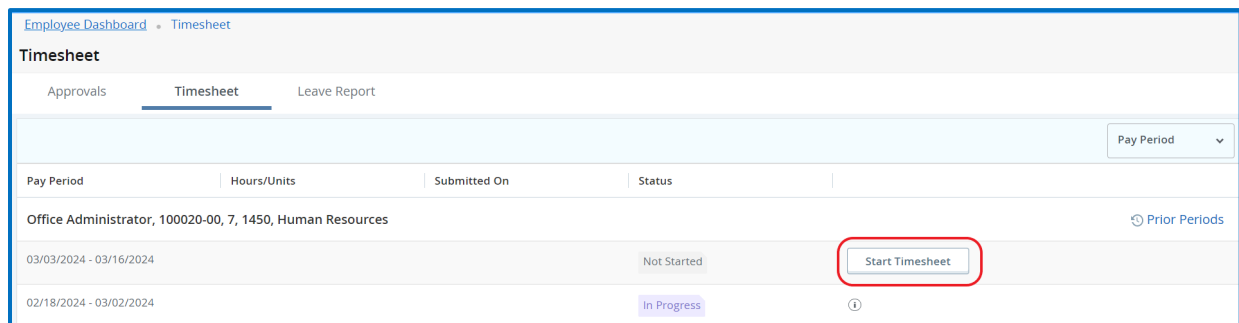 Employee Dashboard • Timesheet
Timesheet
Approvals Timesheet Leave Report
Pay Period
Pay Period Hours/Units Submitted On Status
Office Administrator, 100020-00, 7, 1450, Human Resources Prior Periods
03/03/2024 - 03/16/2024 Not Started Start Timesheet
02/18/2024 - 03/02/2024 In Progress